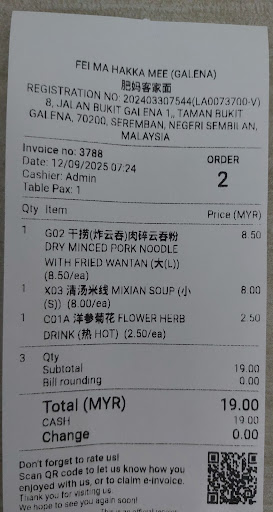 FEI MA HAKKA MEE (GALENA)
肥妈客家面
REGISTRATION NO: 202403307544(LA0073700-V)
8, JALAN BUKIT GALENA 1,, TAMAN BUKIT
GALENA, 70200, SEREMBAN, NEGERI SEMBILAN,
MALAYSIA
Invoice no: 3788
Date: 12/09/2025 07:24
Cashier: Admin
Table Pax: 1
ORDER
2
Qty Item Price (MYR)
1 G02 干捞(炸云吞)肉碎云吞粉 8.50
DRY MINCED PORK NOODLE
WITH FRIED WANTAN (大(L))
(8.50/ea)
1 X03 清汤米线 MIXIAN SOUP (小 8.00
(S)) (8.00/ea)
1 C01A 洋参菊花 FLOWER HERB 2.50
DRINK (热 HOT) (2.50/ea)
3 Qty
Subtotal 19.00
Bill rounding 0.00
Total (MYR) 19.00
CASH 19.00
Change 0.00
Don't forget to rate us!
Scan QR code to let us know how you
enjoyed with us, or to claim e-invoice.
Thank you for visiting us
We hope to see you again soon!